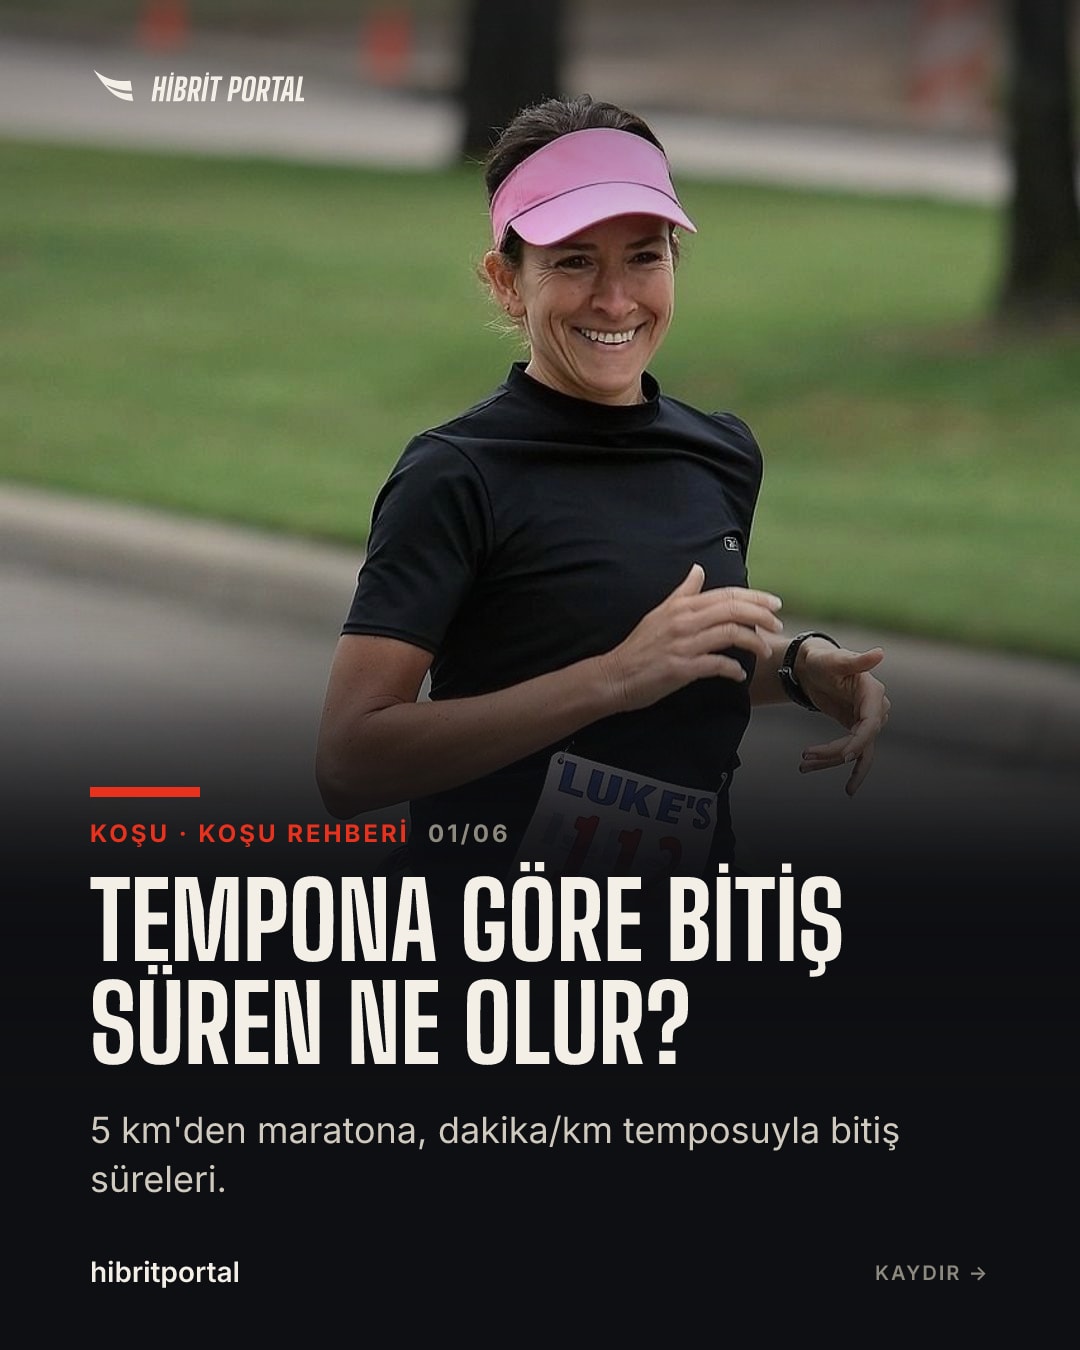 HİBRİT PORTAL
LUKE'S
KOŞU · KOŞU REHBERİ 01/06
TEMPONA GÖRE BİTİŞ
SÜREN NE OLUR?
5 km'den maratona, dakika/km temposuyla bitiş
süreleri.
hibritportal
KAYDIR →